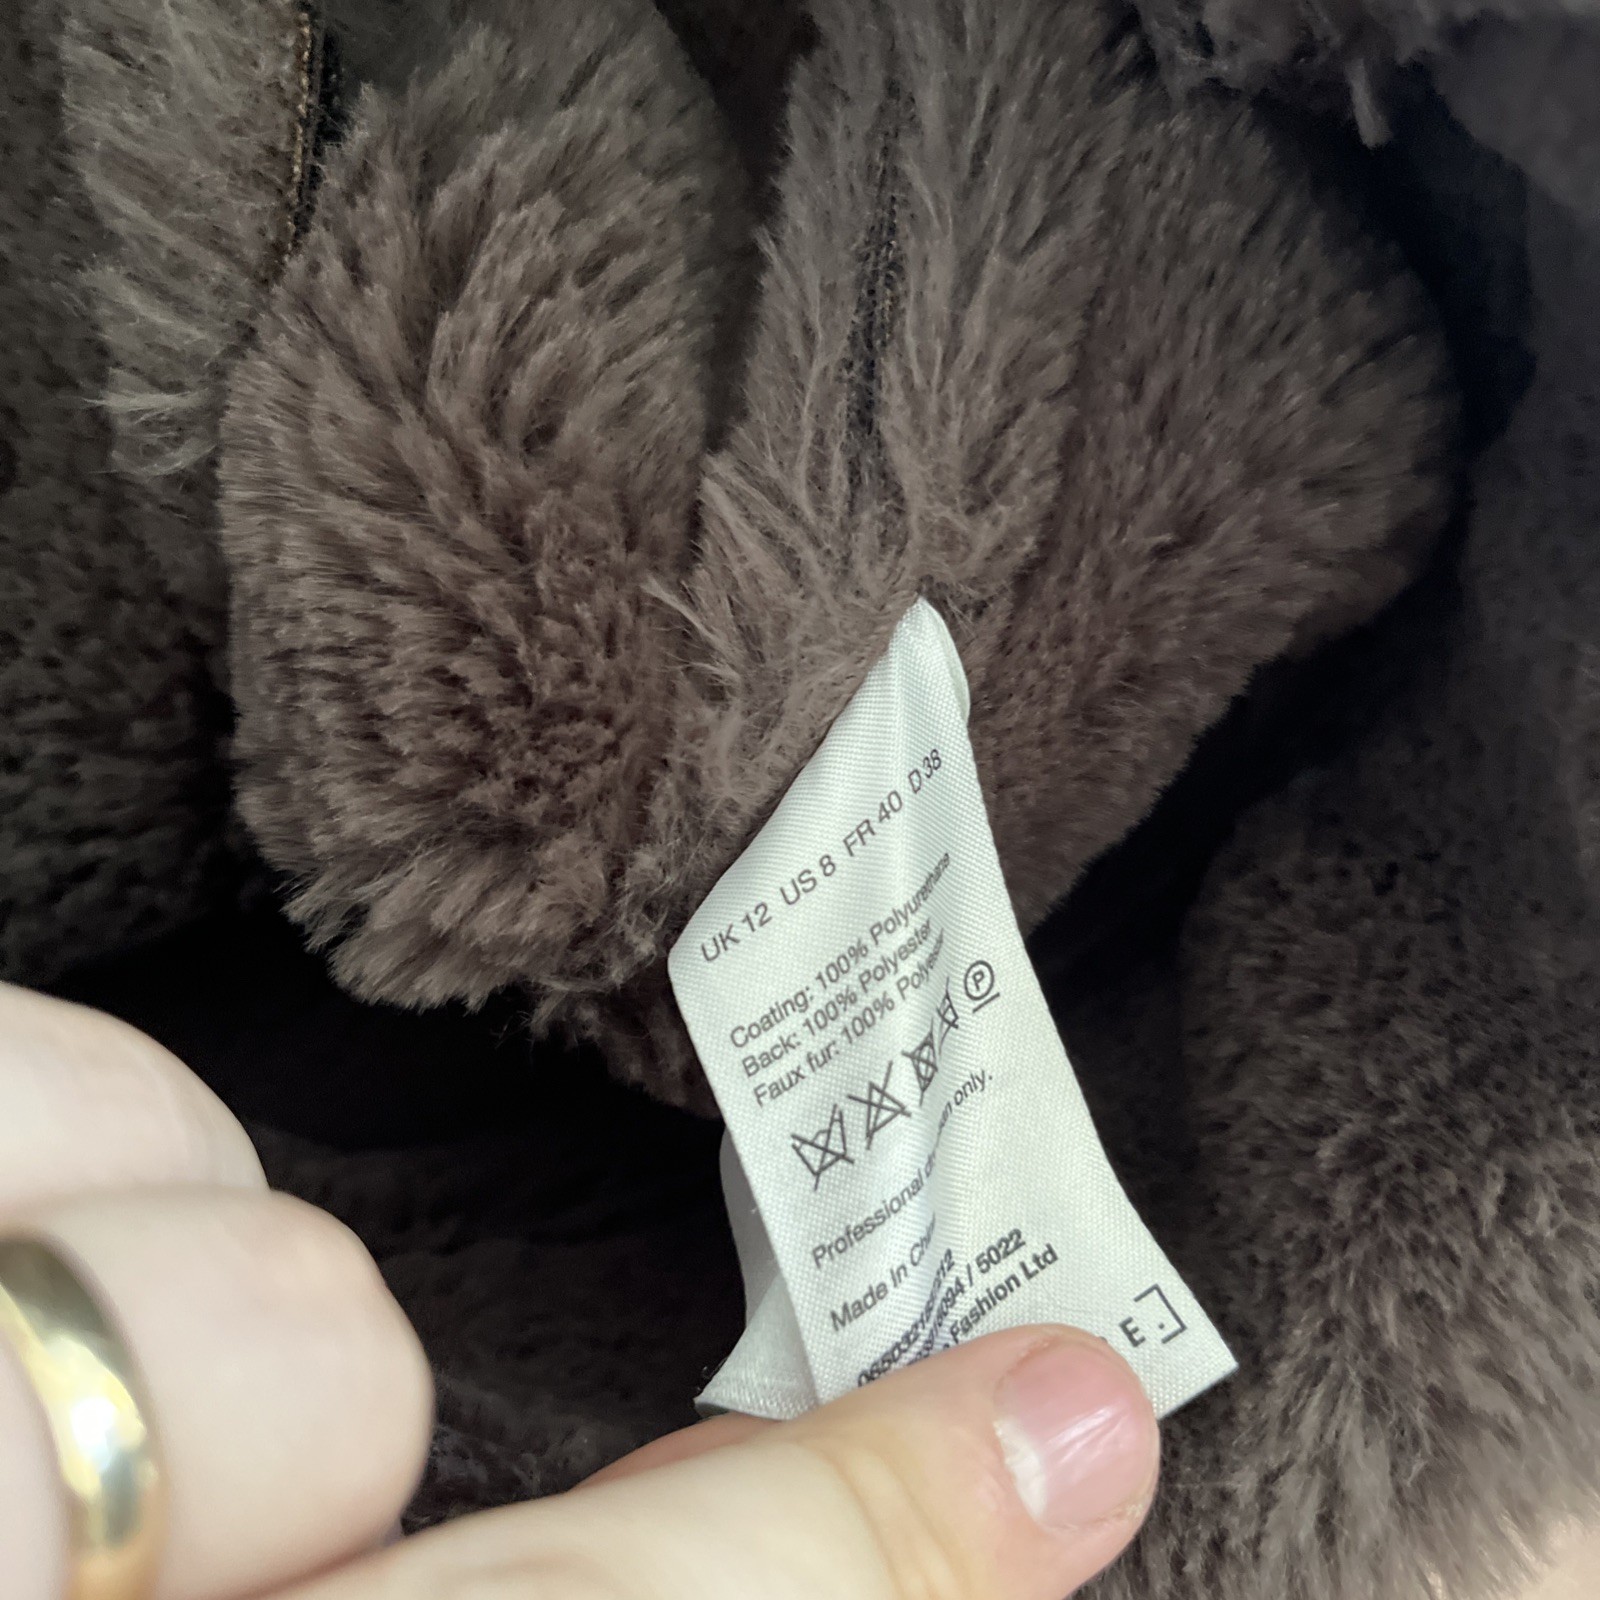 UK 12 US 8 FR 40 D 38
Coating: 100% Polyurethane
Back: 100% Polyester
Faux fur: 100% Polyester
P
Professional only.
Made In
/ 5022
Fashion Ltd
E